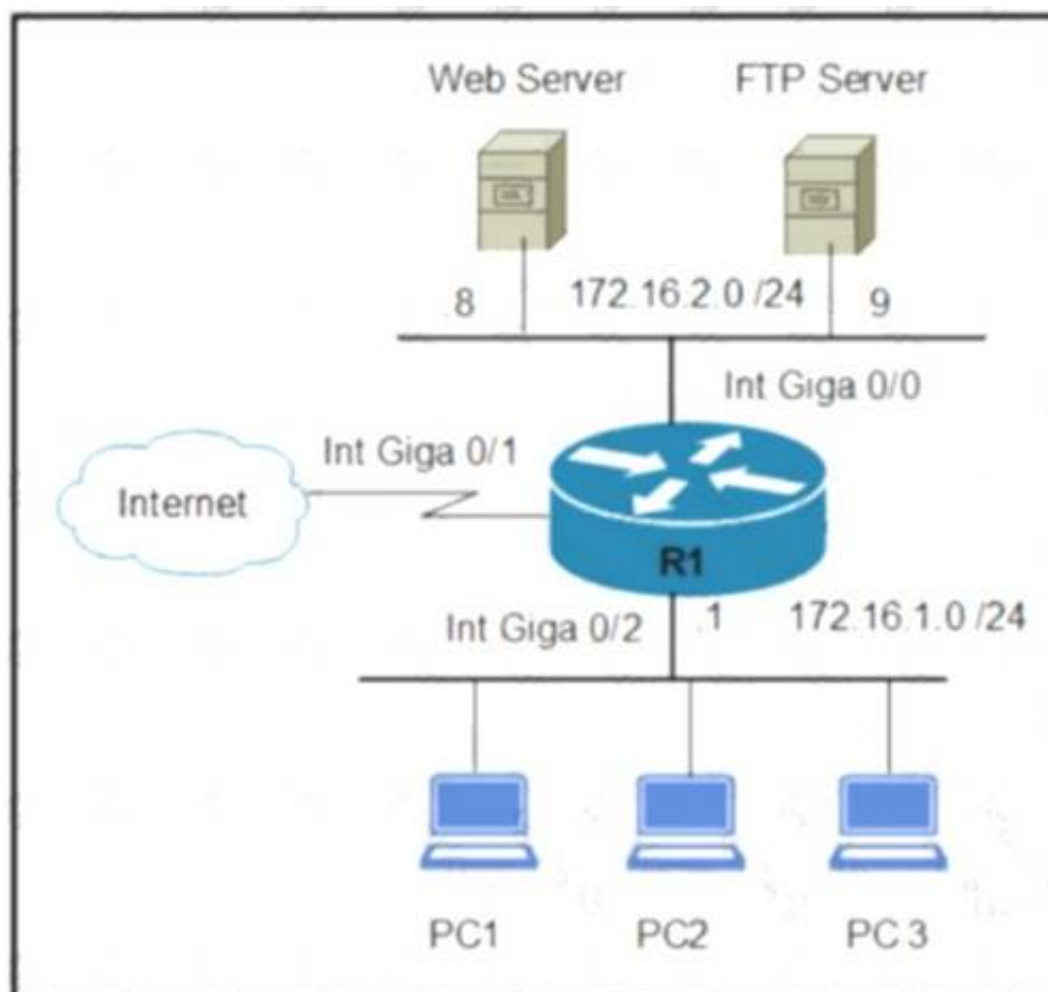 Web Server FTP Server
.8 172.16.2.0 /24 9
Int Giga 0/0
Int Giga 0/1
Internet
R1
Int Giga 0/2 .1 172.16.1.0 /24
PC1 PC2 PC 3